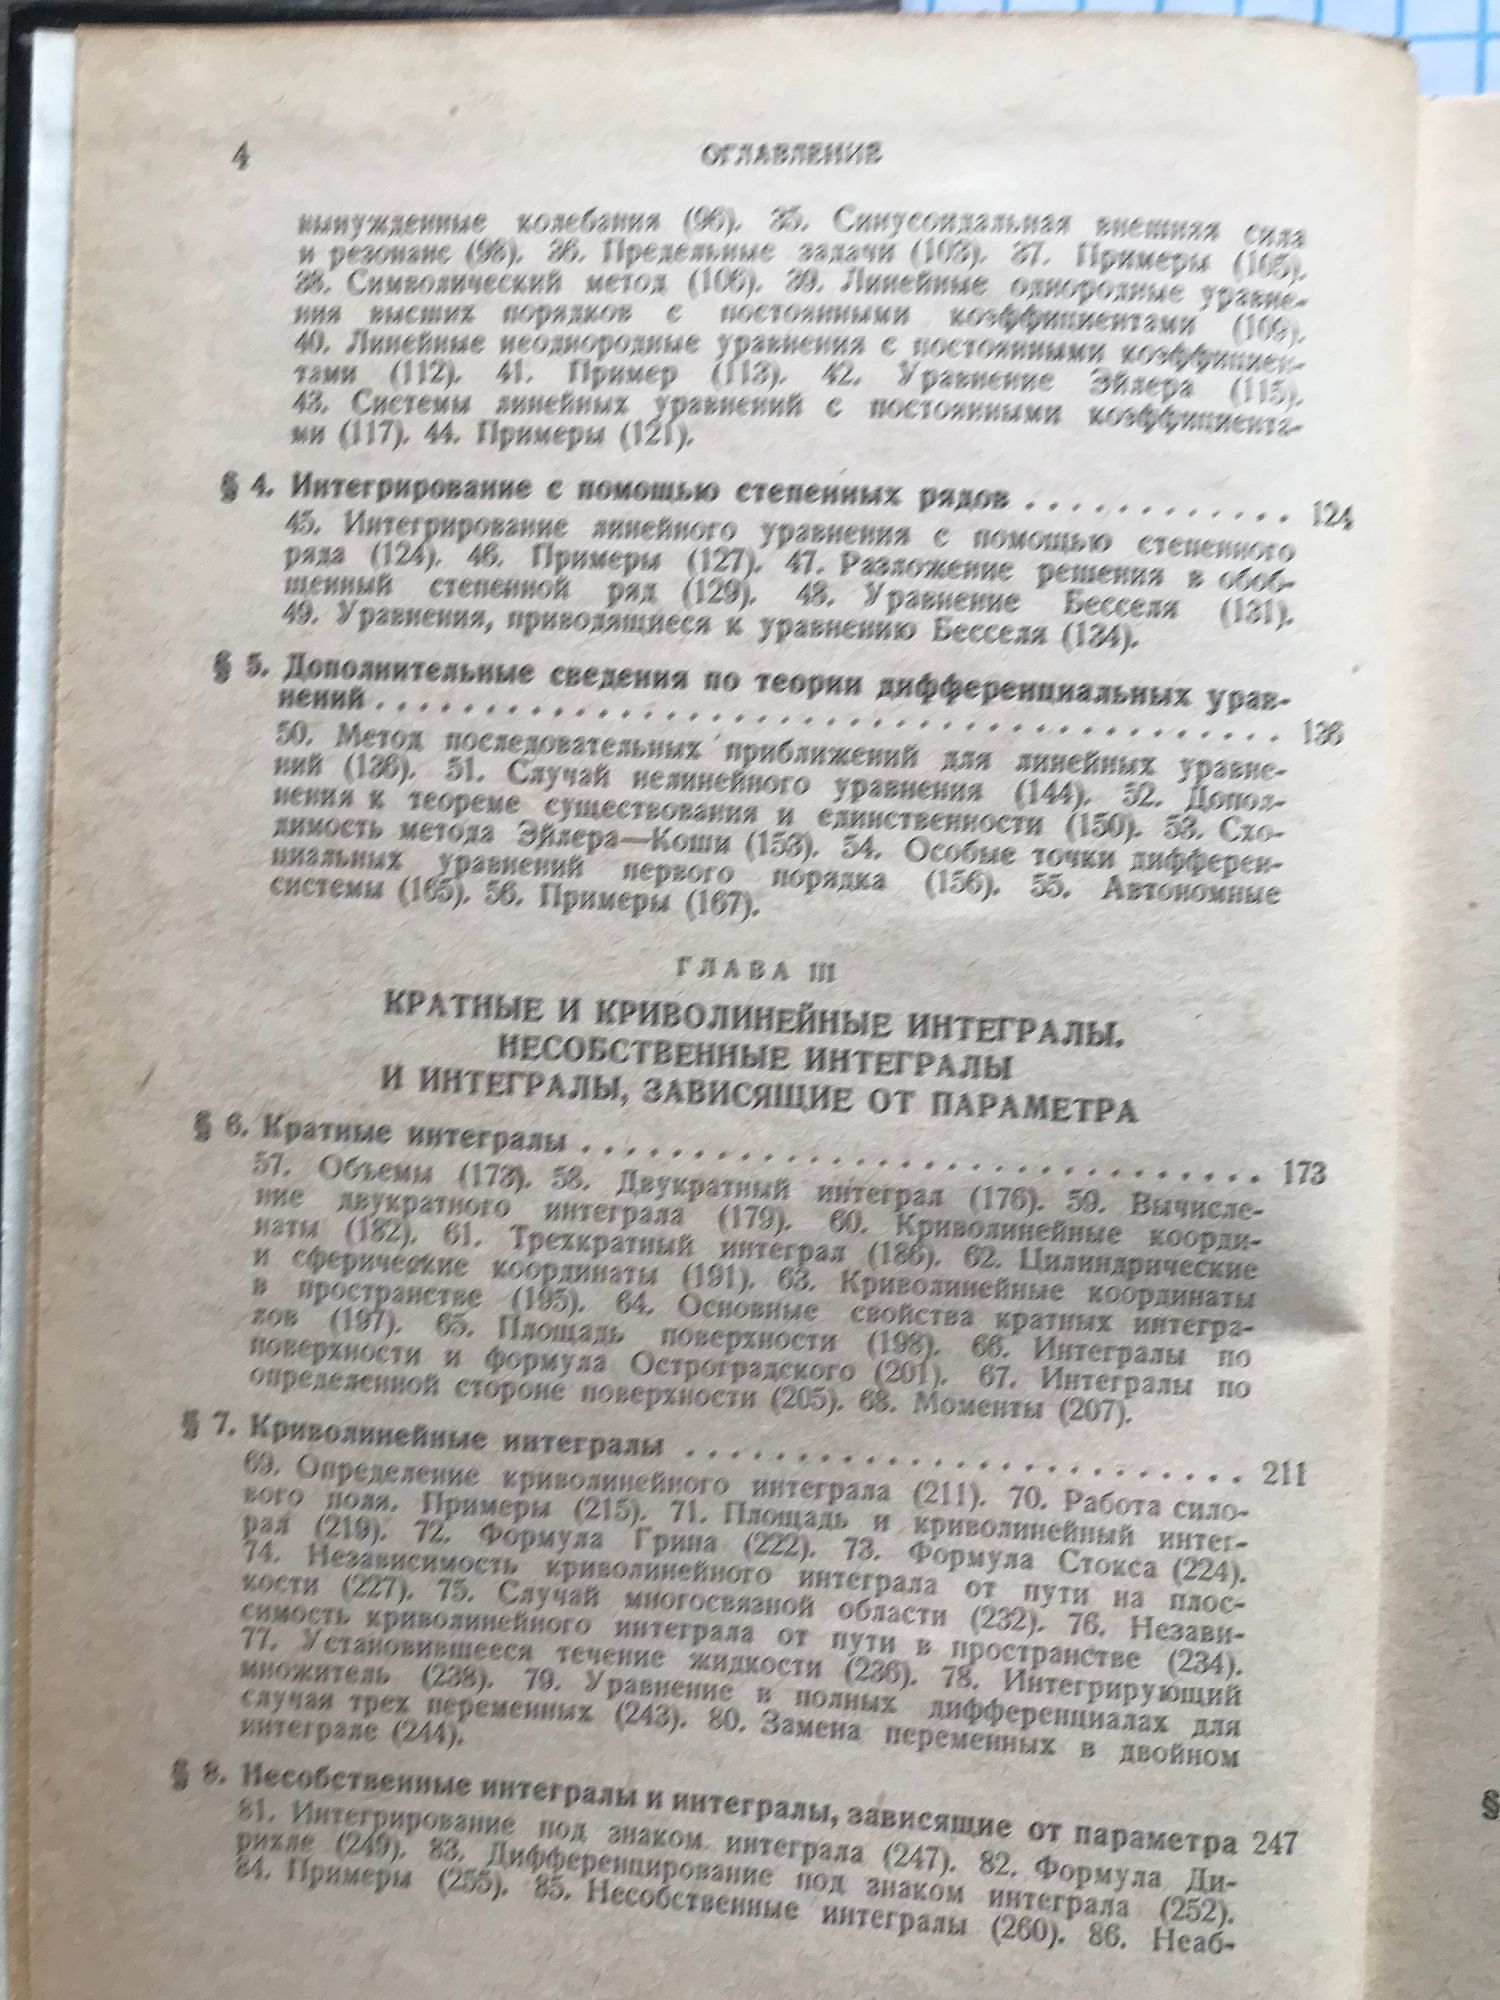 4 ОГЛАВЛЕНИЕ
вынужденные колебания (96). 35. Синусоидальная внешняя сила
и резонанс (98). 36. Предельные задачи (103). 37. Примеры (105).
38. Символический метод (106). 39. Линейные однородные уравне-
ния высших порядков с постоянными коэффициентами (109).
40. Линейные неоднородные уравнения с постоянными коэффициен-
тами (112). 41. Пример (113). 42. Уравнение Эйлера (115).
43. Системы линейных уравнений с постоянными коэффициента-
ми (117). 44. Примеры (121).
§ 4. Интегрирование с помощью степенных рядов . . . . . . . . . . . . 124
45. Интегрирование линейного уравнения с помощью степенного
ряда (124). 46. Примеры (127). 47. Разложение решения в обоб-
щенный степенной ряд (129). 48. Уравнение Бесселя (131).
49. Уравнения, приводящиеся к уравнению Бесселя (134).
§ 5. Дополнительные сведения по теории дифференциальных урав-
нений . . . . . . . . . . . . . . . . . . . . . . . . . . . . . . . . . . 136
50. Метод последовательных приближений для линейных уравне-
ний (136). 51. Случай нелинейного уравнения (144). 52. Допол-
нения к теореме существования и единственности (150). 53. Схо-
димость метода Эйлера—Коши (153). 54. Особые точки дифферен-
циальных уравнений первого порядка (156). 55. Автономные
системы (165). 56. Примеры (167).
ГЛАВА III
КРАТНЫЕ И КРИВОЛИНЕЙНЫЕ ИНТЕГРАЛЫ.
НЕСОБСТВЕННЫЕ ИНТЕГРАЛЫ
И ИНТЕГРАЛЫ, ЗАВИСЯЩИЕ ОТ ПАРАМЕТРА
§ 6. Кратные интегралы . . . . . . . . . . . . . . . . . . . . . . . . . . 173
57. Объемы (173). 58. Двукратный интеграл (176). 59. Вычисле-
ние двукратного интеграла (179). 60. Криволинейные коорди-
наты (182). 61. Трехкратный интеграл (186). 62. Цилиндрические
и сферические координаты (191). 63. Криволинейные координаты
в пространстве (195). 64. Основные свойства кратных интегра-
лов (197). 65. Площадь поверхности (198). 66. Интегралы по
поверхности и формула Остроградского (201). 67. Интегралы по
определенной стороне поверхности (205). 68. Моменты (207).
§ 7. Криволинейные интегралы . . . . . . . . . . . . . . . . . . . . . . 211
69. Определение криволинейного интеграла (211). 70. Работа сило-
вого поля. Примеры (215). 71. Площадь и криволинейный интег-
рал (219). 72. Формула Грина (222). 73. Формула Стокса (224).
74. Независимость криволинейного интеграла от пути на плос-
кости (227). 75. Случай многосвязной области (232). 76. Незави-
симость криволинейного интеграла от пути в пространстве (234).
77. Установившееся течение жидкости (236). 78. Интегрирующий
множитель (238). 79. Уравнение в полных дифференциалах для
случая трех переменных (243). 80. Замена переменных в двойном
интеграле (244).
§ 8. Несобственные интегралы и интегралы, зависящие от параметра 247
81. Интегрирование под знаком интеграла (247). 82. Формула Ди-
рихле (249). 83. Дифференцирование под знаком интеграла (252).
84. Примеры (255). 85. Несобственные интегралы (260). 86. Неаб-
§